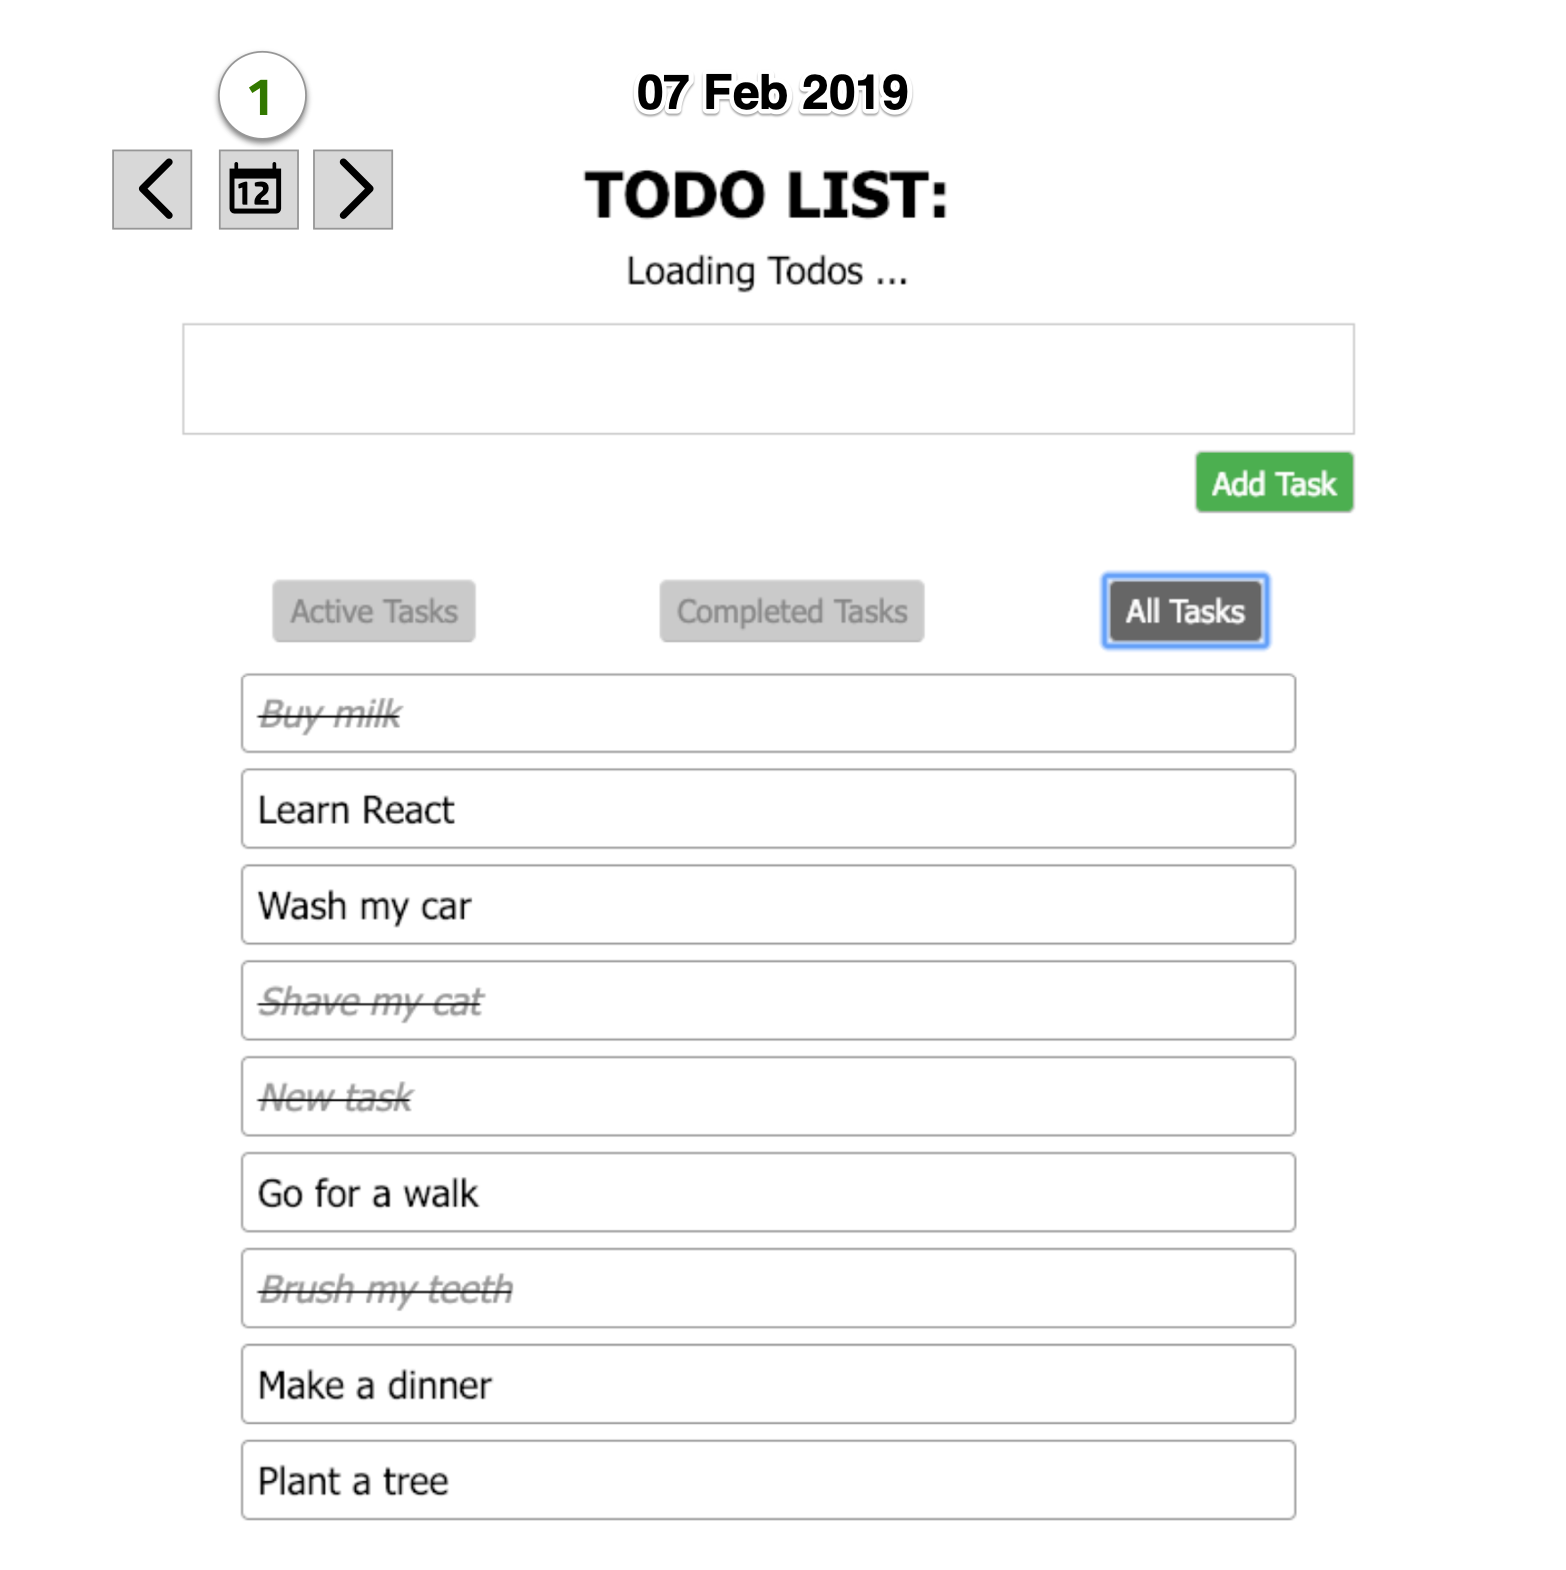 1
07 Feb 2019
12
TODO LIST:
Loading Todos ...
Add Task
Active Tasks
Completed Tasks
All Tasks
Buy milk
Learn React
Wash my car
Shave my cat
New task
Go for a walk
Brush my teeth
Make a dinner
Plant a tree